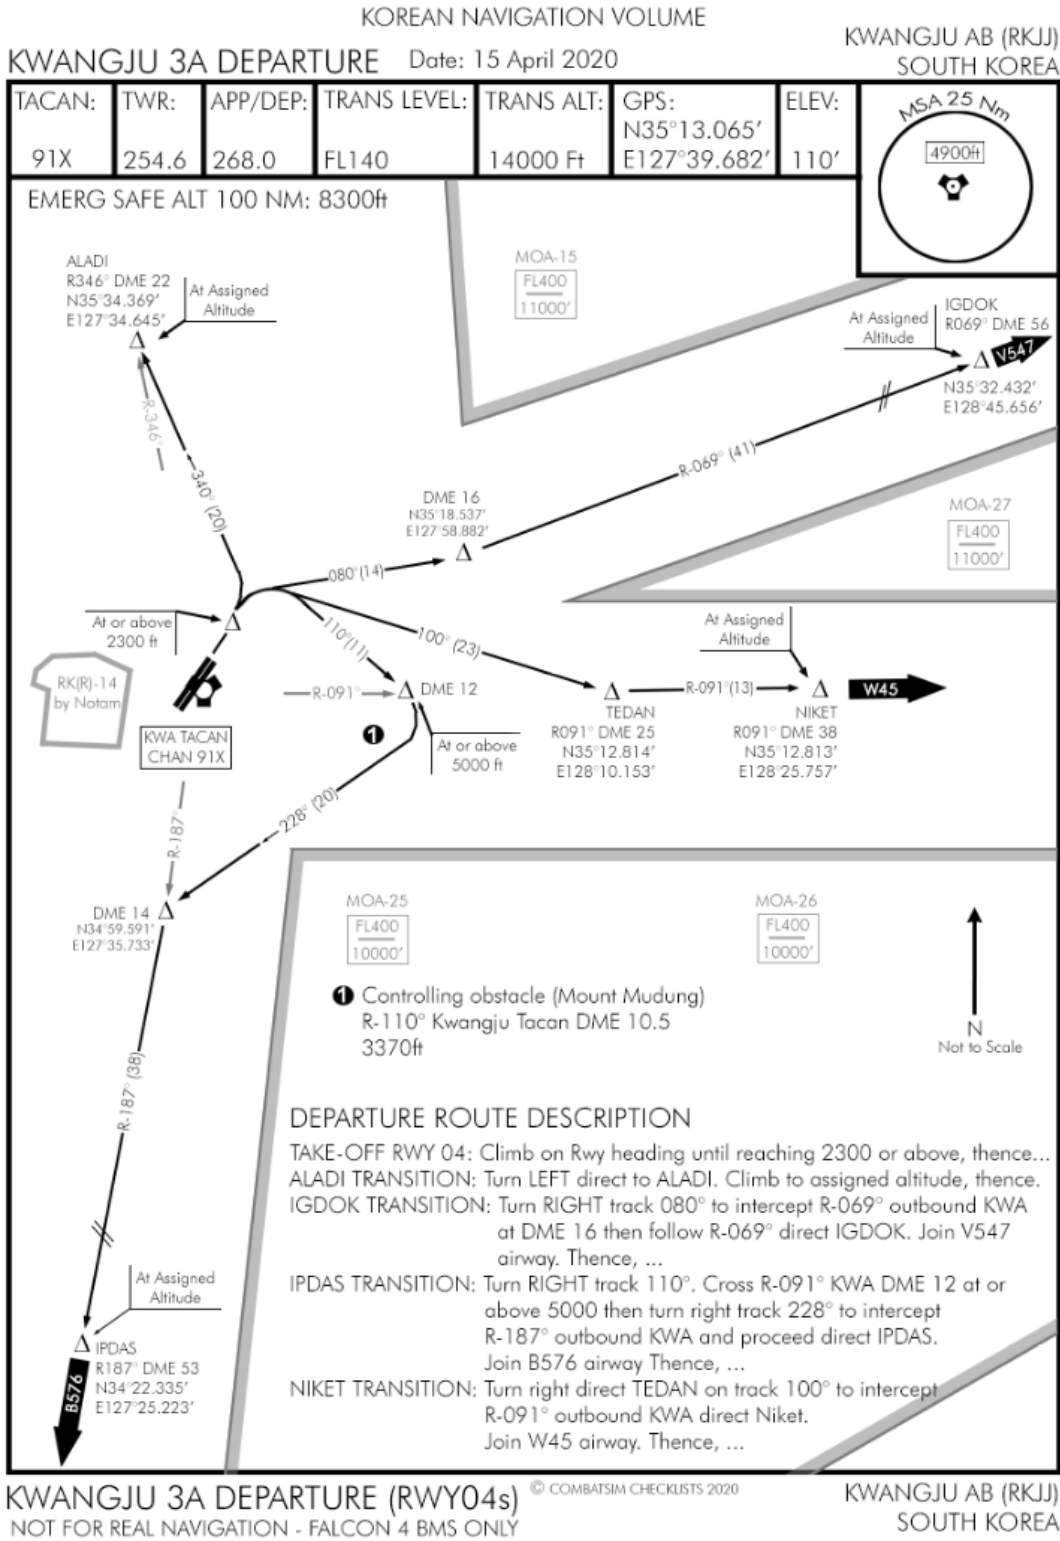 KOREAN NAVIGATION VOLUME
KWANGJU 3A DEPARTURE Date: 15 April 2020
KWANGJU AB (RKJJ)
SOUTH KOREA
TACAN: TWR: APP/DEP: TRANS LEVEL: TRANS ALT: GPS: ELEV:
N35°13.065'
91X 254.6 268.0 FL140 14000 Ft E127°39.682' 110'
MSA 25 Nm
4900ft
EMERG SAFE ALT 100 NM: 8300ft
ALADI
R346° DME 22
N35°34.369'
E127°34.645'
At Assigned
Altitude
MOA-15
FL400
11000'
At Assigned
Altitude
IGDOK
R069° DME 56
V547
N35°32.432'
E128°45.656'
R-346°
340° (20)
R-069° (41)
DME 16
N35°18.537'
E127°58.882'
MOA-27
FL400
11000'
080°(14)
At or above
2300 ft
110°(11)
100° (23)
At Assigned
Altitude
RK(R)-14
by Notam
R-091°
DME 12
R-091°(13)
W45
TEDAN
R091° DME 25
N35°12.814'
E128°10.153'
NIKET
R091° DME 38
N35°12.813'
E128°25.757'
KWA TACAN
CHAN 91X
1
At or above
5000 ft
228° (20)
R-187°
DME 14
N34°59.591'
E127°35.733'
MOA-25
FL400
10000'
MOA-26
FL400
10000'
1 Controlling obstacle (Mount Mudung)
R-110° Kwangju Tacan DME 10.5
3370ft
N
Not to Scale
R-187° (38)
DEPARTURE ROUTE DESCRIPTION
TAKE-OFF RWY 04: Climb on Rwy heading until reaching 2300 or above, thence...
ALADI TRANSITION: Turn LEFT direct to ALADI. Climb to assigned altitude, thence.
IGDOK TRANSITION: Turn RIGHT track 080° to intercept R-069° outbound KWA
at DME 16 then follow R-069° direct IGDOK. Join V547
airway. Thence, ...
IPDAS TRANSITION: Turn RIGHT track 110°. Cross R-091° KWA DME 12 at or
above 5000 then turn right track 228° to intercept
R-187° outbound KWA and proceed direct IPDAS.
Join B576 airway Thence, ...
NIKET TRANSITION: Turn right direct TEDAN on track 100° to intercept
R-091° outbound KWA direct Niket.
Join W45 airway. Thence, ...
At Assigned
Altitude
IPDAS
R187° DME 53
N34°22.335'
E127°25.223'
B576
KWANGJU 3A DEPARTURE (RWY04s)
© COMBATSIM CHECKLISTS 2020
KWANGJU AB (RKJJ)
SOUTH KOREA
NOT FOR REAL NAVIGATION - FALCON 4 BMS ONLY